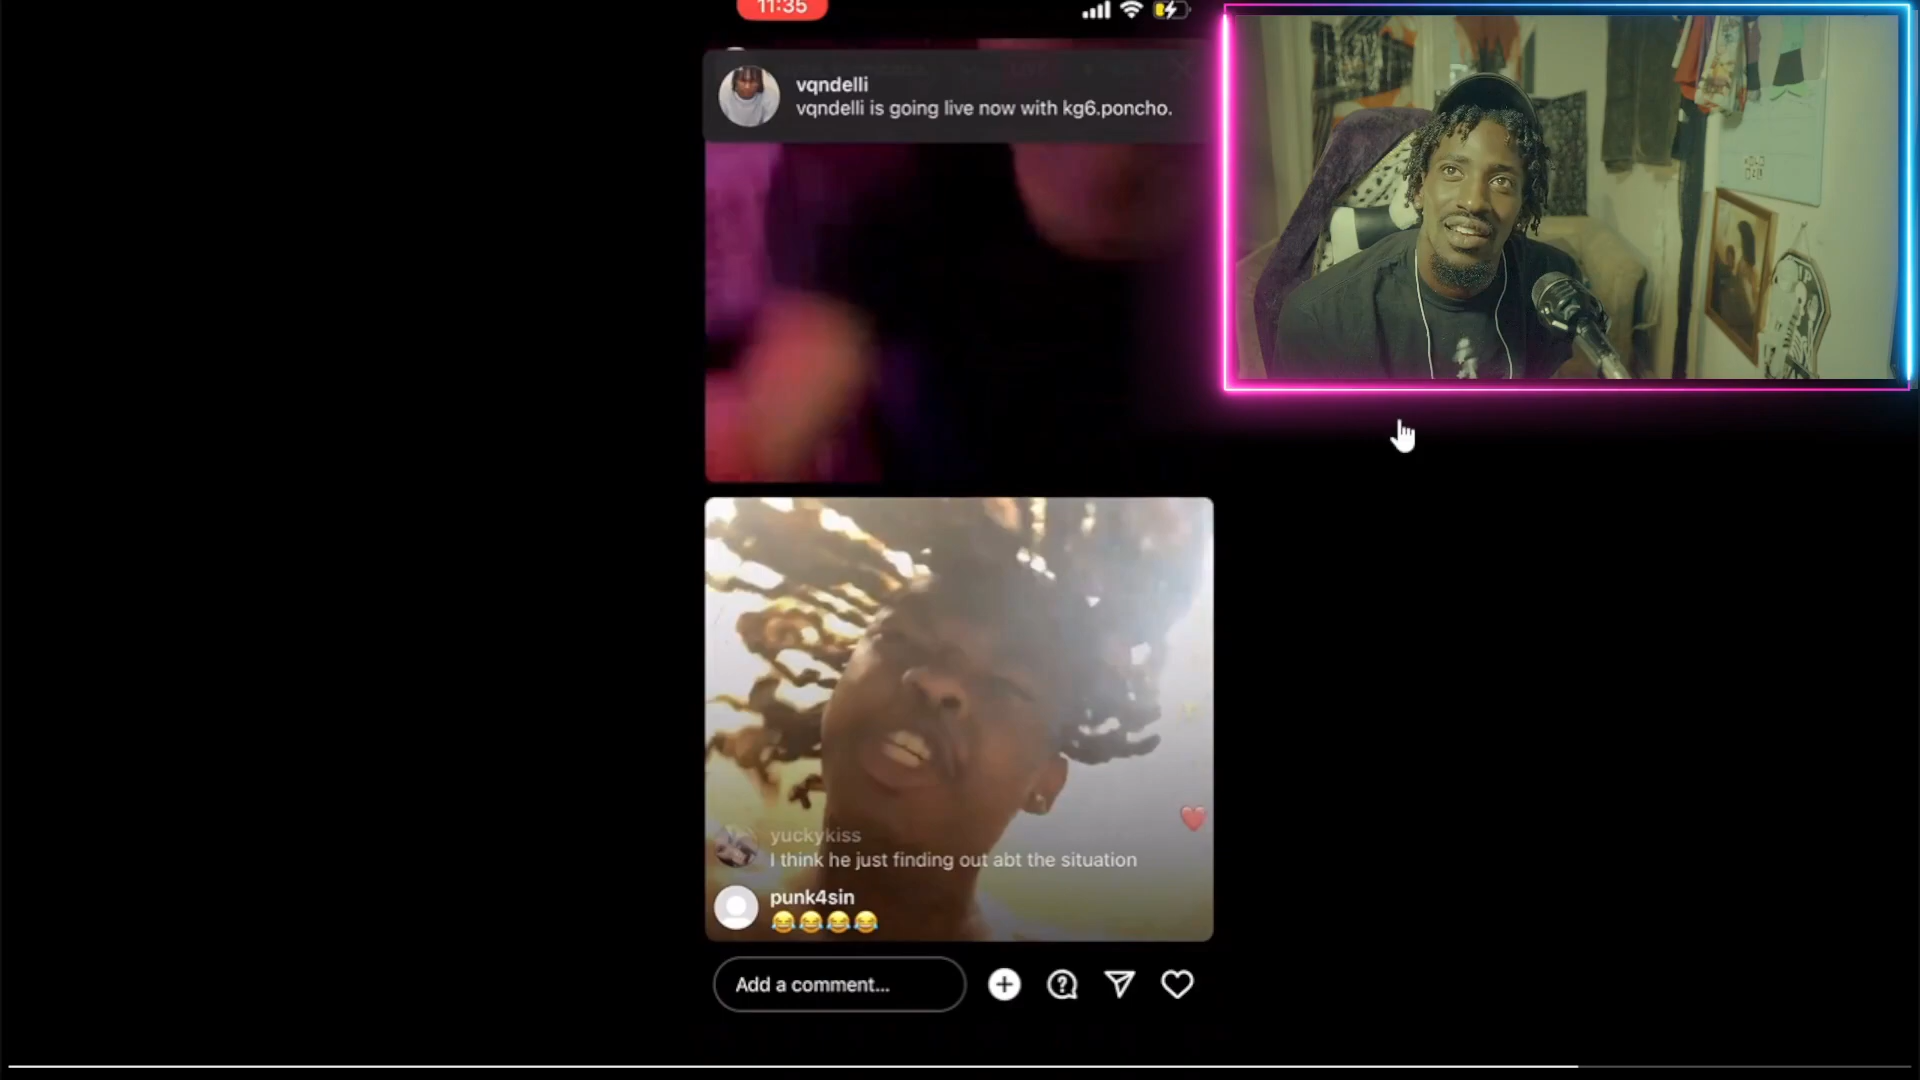 11:35
vqndelli
vqndelli is going live now with kg6.poncho.
yuckykiss
I think he just finding out abt the situation
punk4sin
😂😂😂😂
Add a comment...